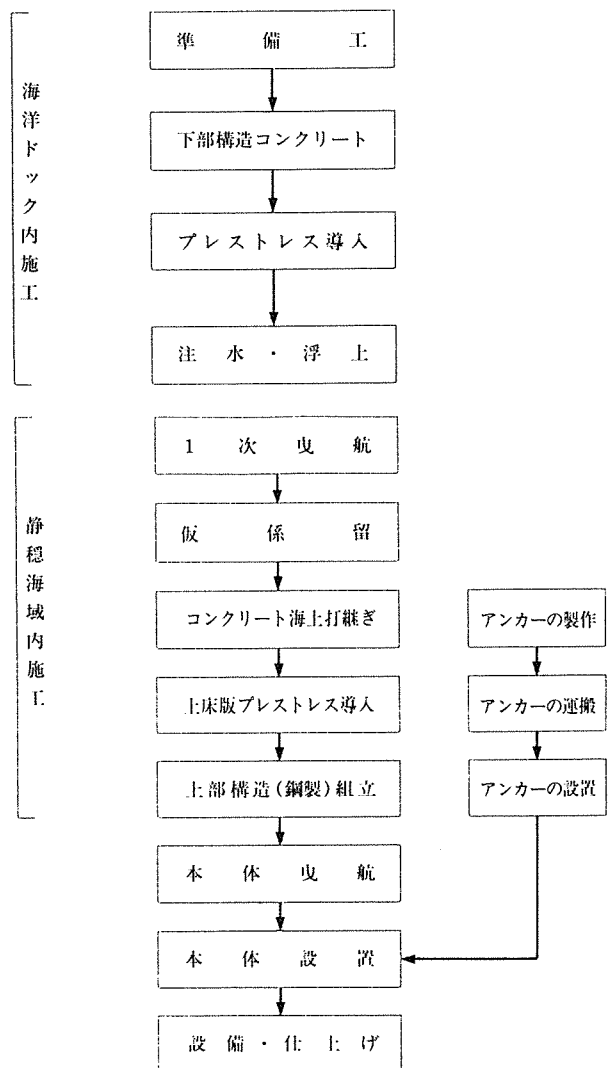 海洋ドック内施工
準備工
下部構造コンクリート
プレストレス導入
注水・浮上
静穏海域内施工
1次曳航
仮係留
コンクリート海上打継ぎ
上床版プレストレス導入
上部構造(鋼製)組立
本体曳航
本体設置
設備・仕上げ
アンカーの製作
アンカーの運搬
アンカーの設置